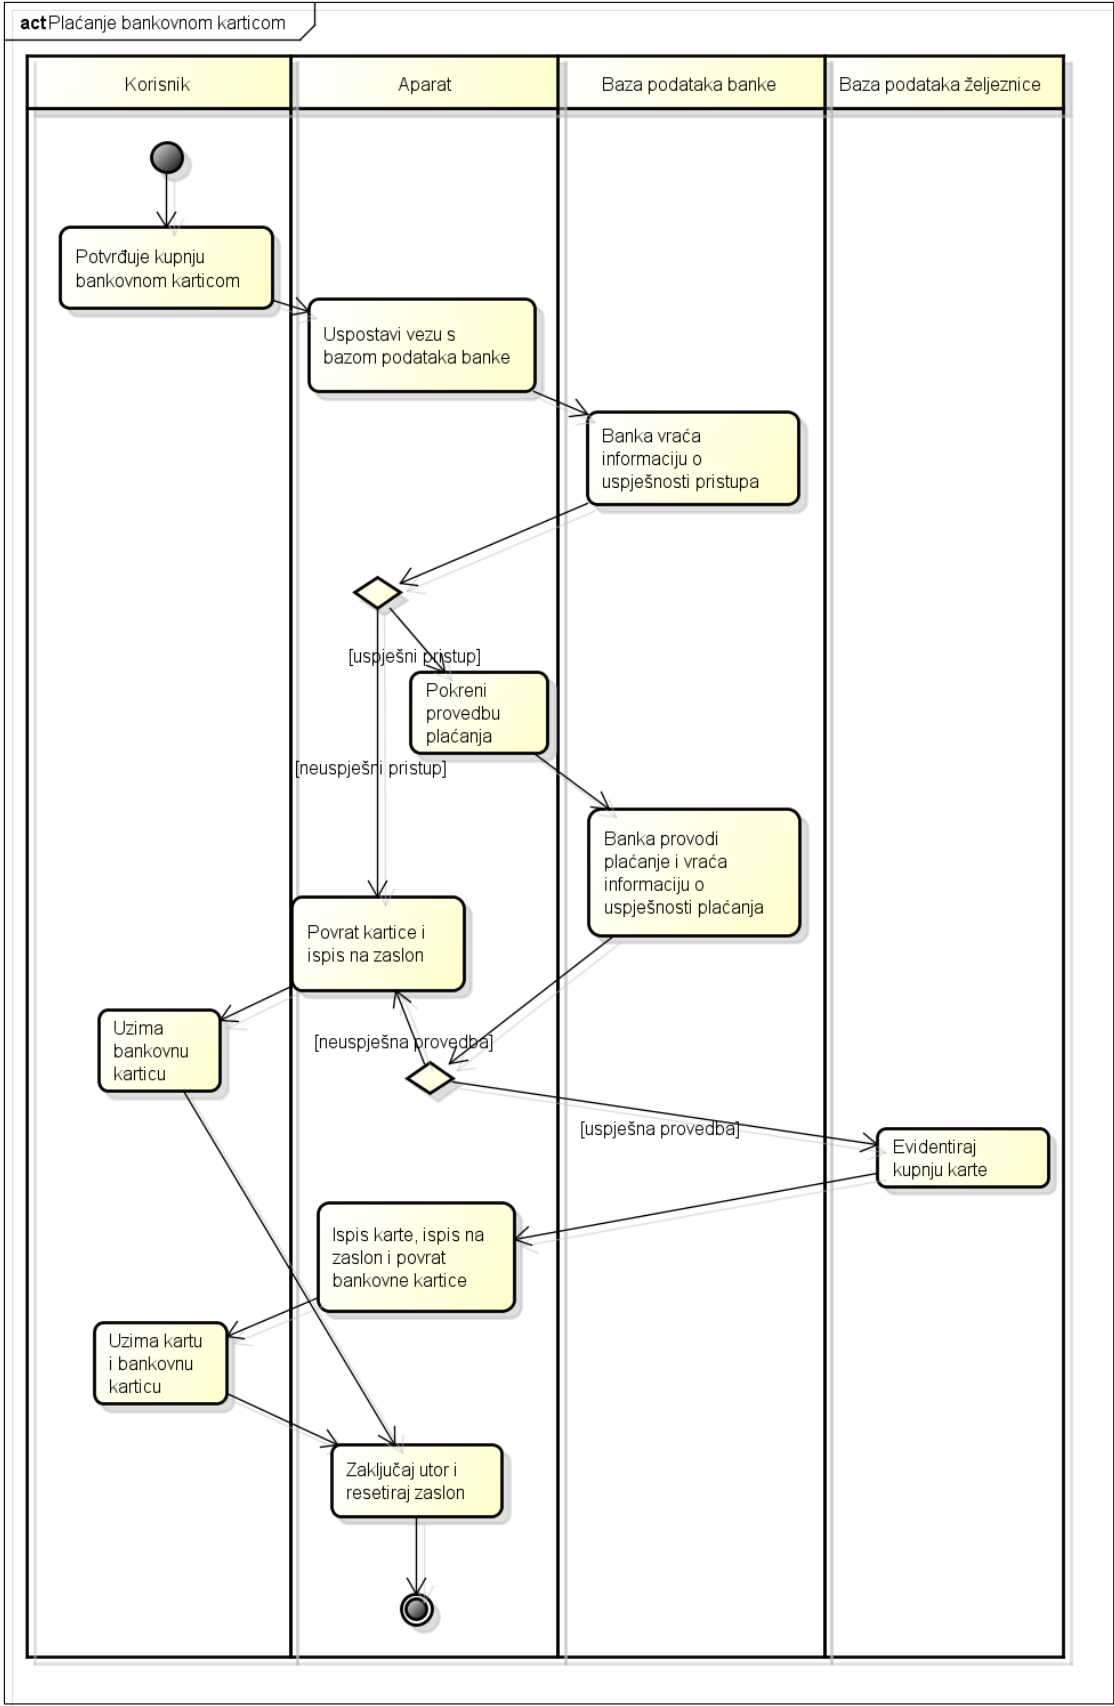 act Plaćanje bankovnom karticom
Korisnik
Aparat
Baza podataka banke
Baza podataka željeznice
Potvrđuje kupnju
bankovnom karticom
Uspostavi vezu s
bazom podataka banke
Banka vraća
informaciju o
uspješnosti pristupa
[uspješni pristup]
Pokreni
provedbu
plaćanja
[neuspješni pristup]
Banka provodi
plaćanje i vraća
informaciju o
uspješnosti plaćanja
Povrat kartice i
ispis na zaslon
Uzima
bankovnu
karticu
[neuspješna provedba]
[uspješna provedba]
Evidentiraj
kupnju karte
Ispis karte, ispis na
zaslon i povrat
bankovne kartice
Uzima kartu
i bankovnu
karticu
Zaključaj utor i
resetiraj zaslon